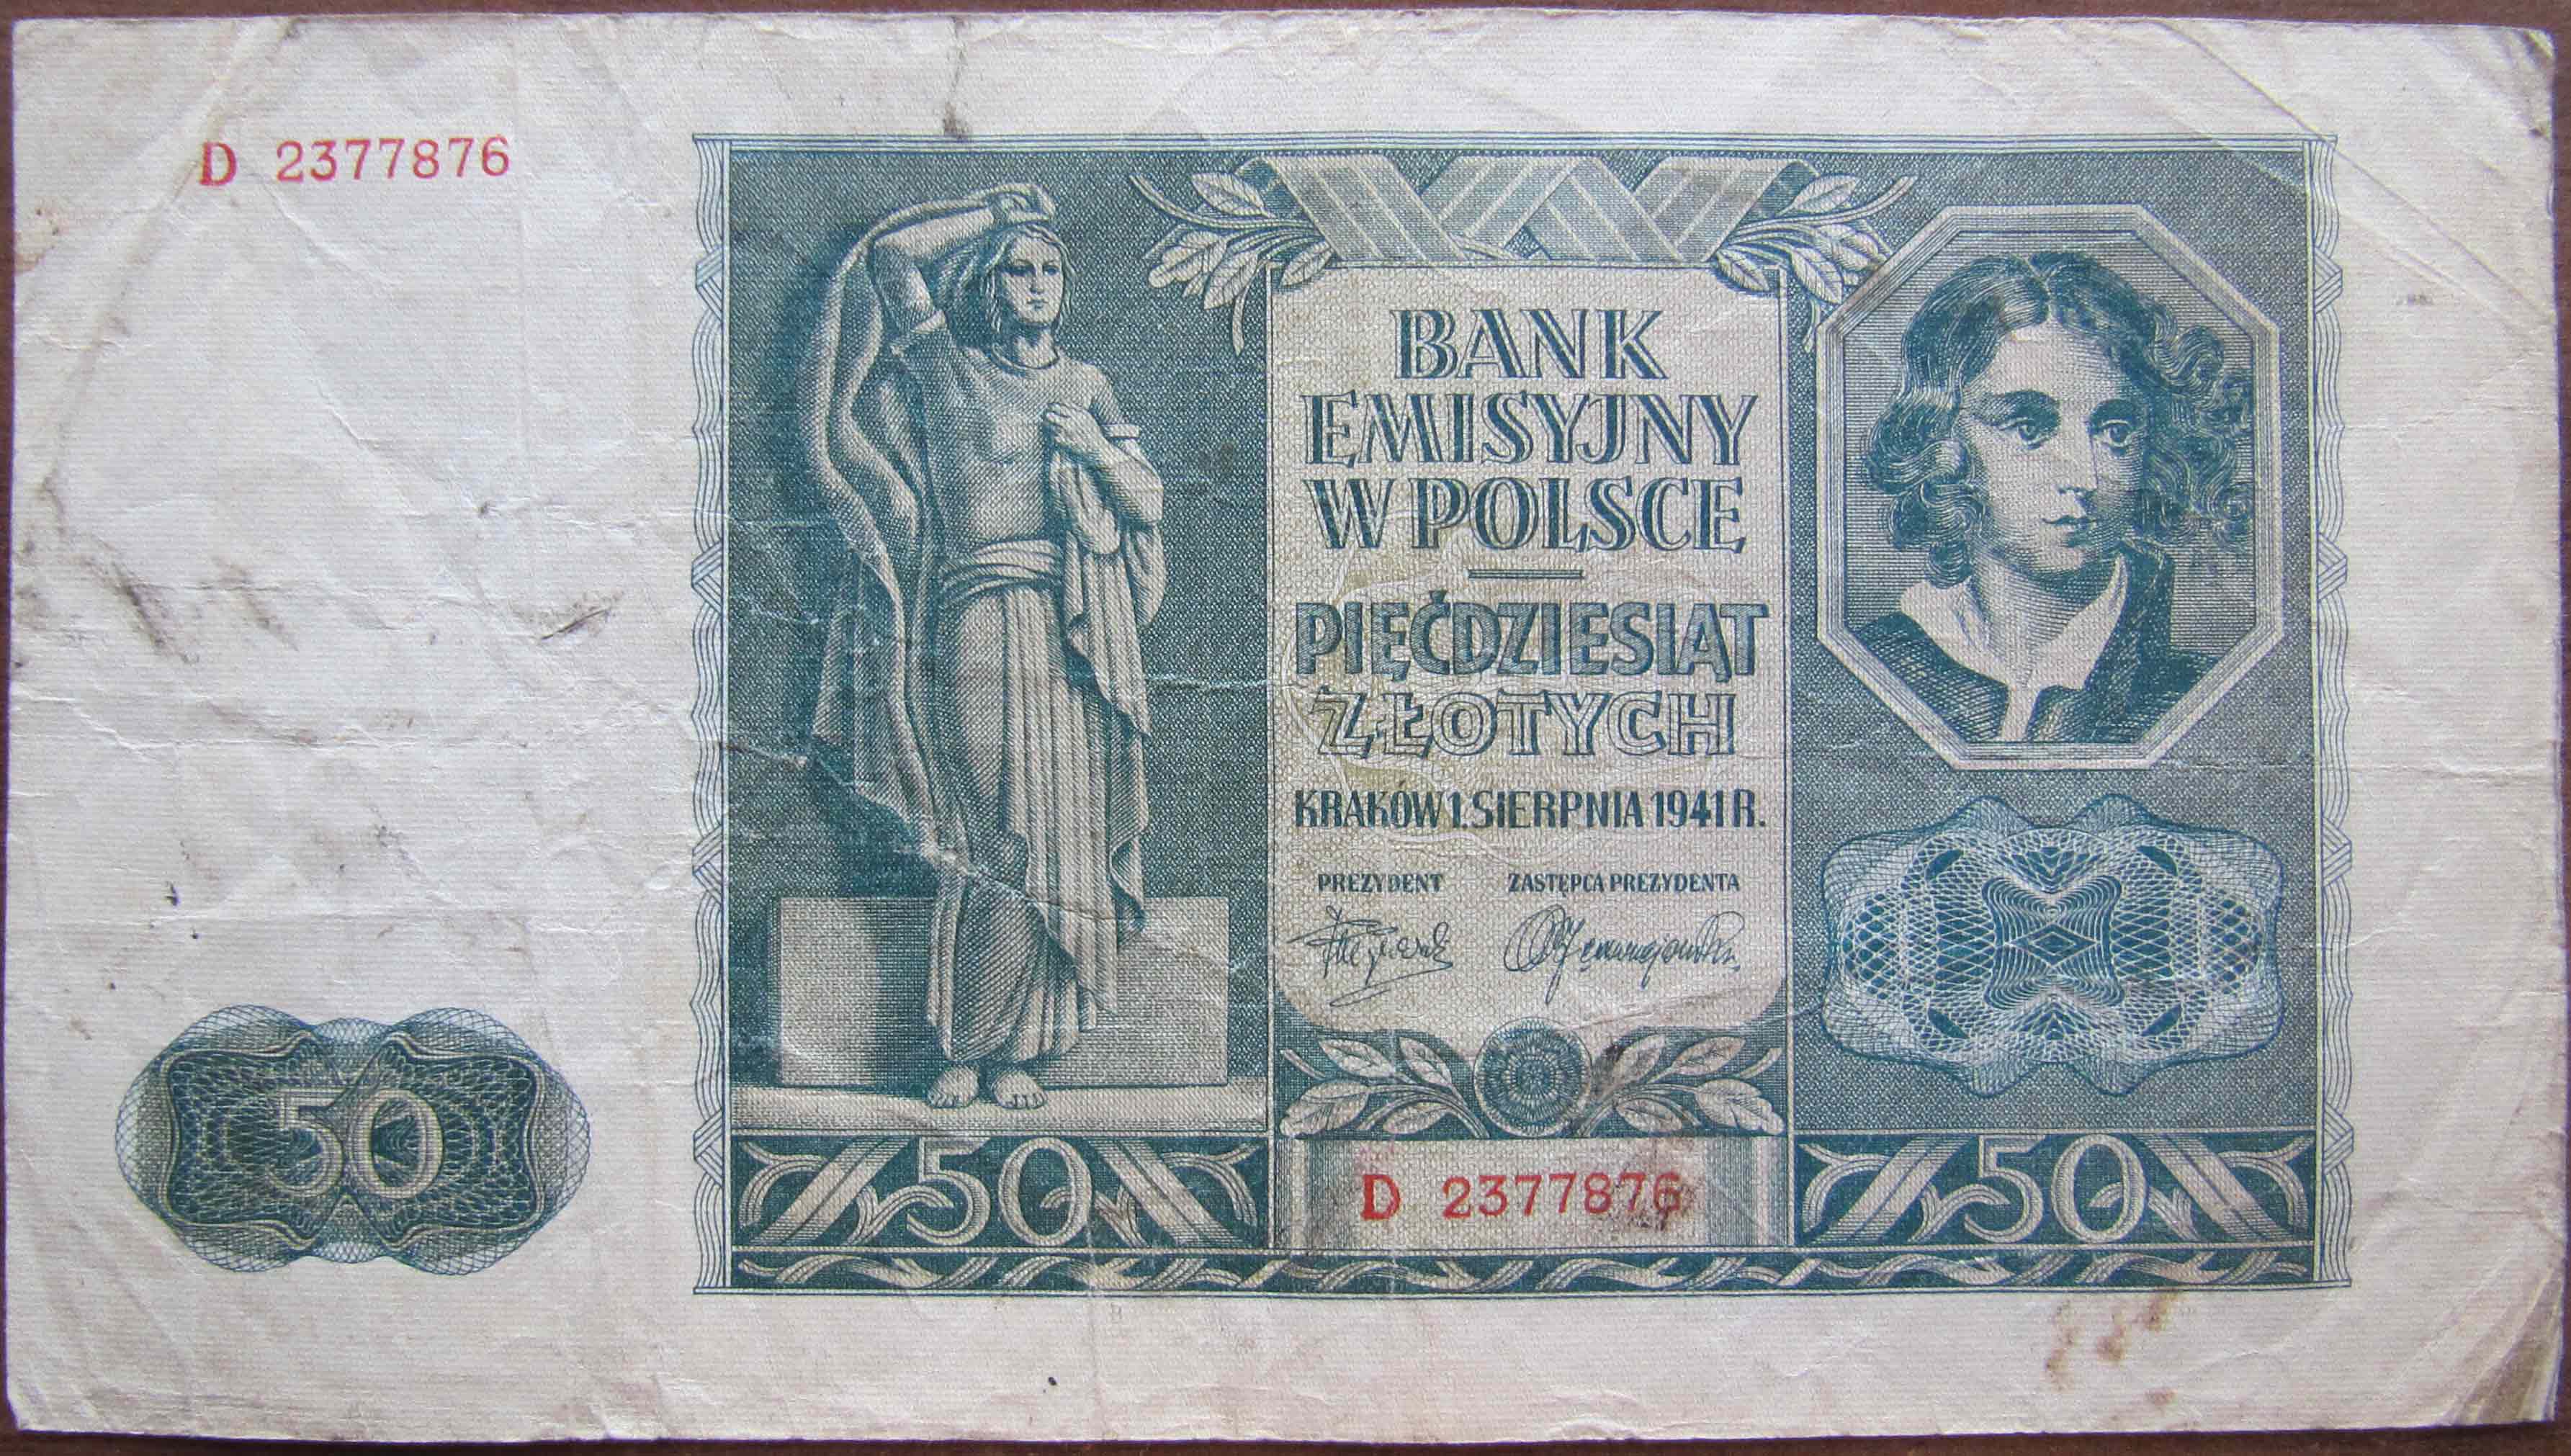 D 2377876
BANK
EMISYJNY
W POLSCE
PIĘĆDZIESIĄT
ZŁOTYCH
KRAKÓW 1. SIERPNIA 1941 R.
PREZYDENT ZASTĘPCA PREZYDENTA
50
50
D 2377876
50